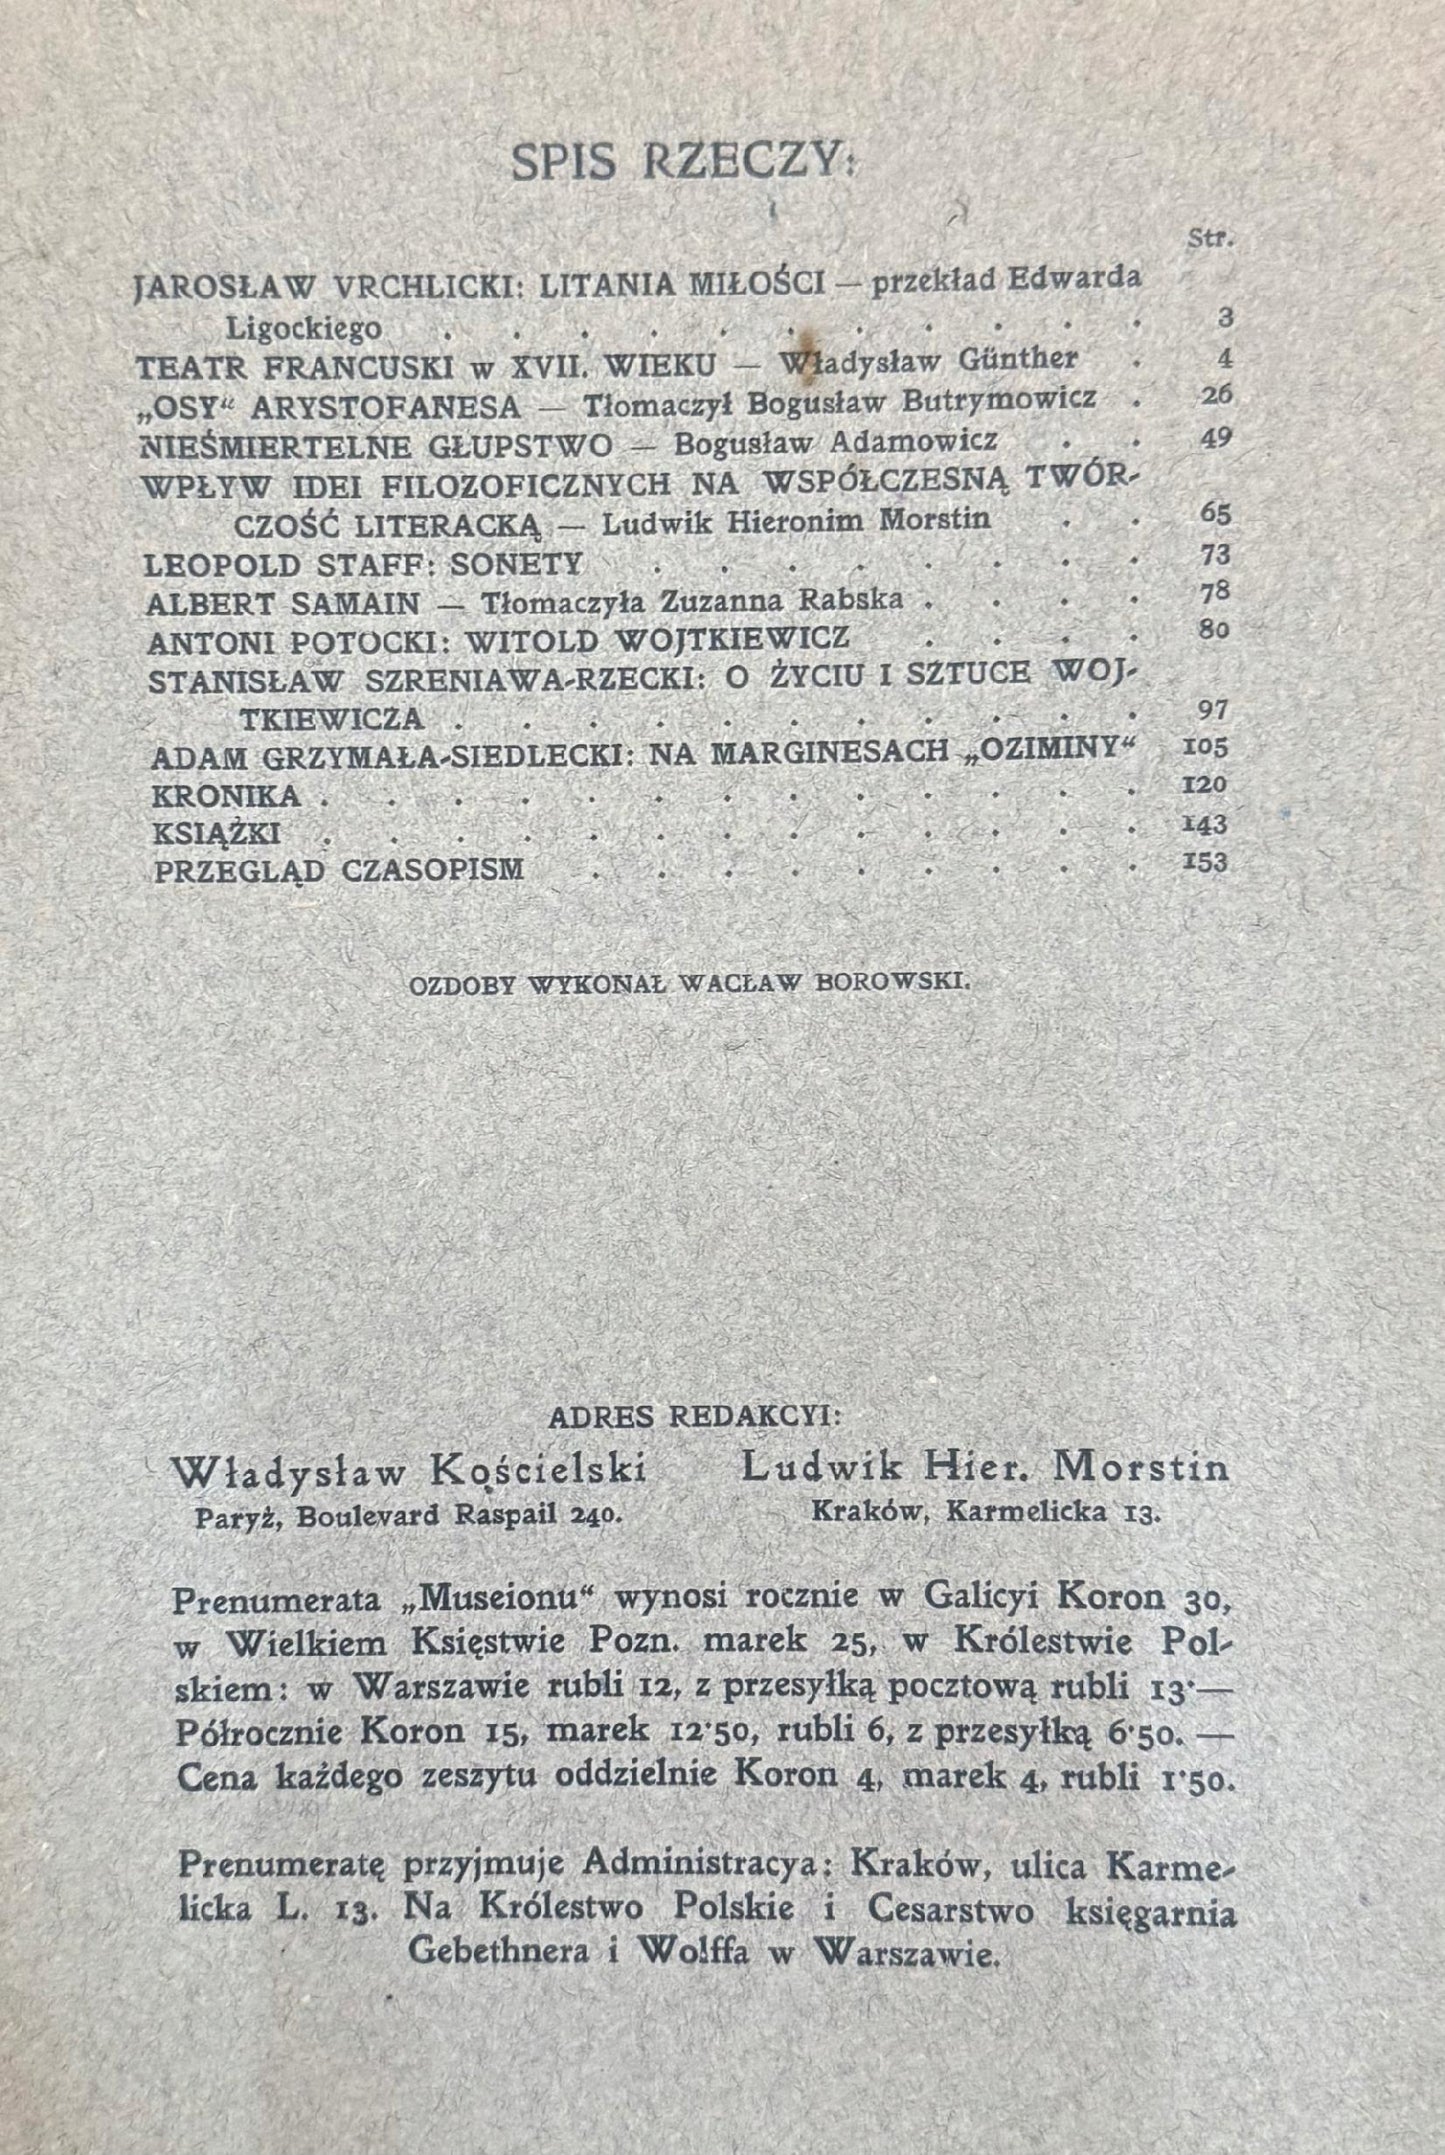 SPIS RZECZY:
Str.
JAROSŁAW VRCHLICKI: LITANIA MIŁOŚCI — przekład Edwarda
Ligockiego . . . . . . . . . . . 3
TEATR FRANCUSKI w XVII. WIEKU — Władysław Günther . 4
„OSY“ ARYSTOFANESA — Tłomaczył Bogusław Butrymowicz . 26
NIEŚMIERTELNE GŁUPSTWO — Bogusław Adamowicz . . 49
WPŁYW IDEI FILOZOFICZNYCH NA WSPÓŁCZESNĄ TWÓR-
CZOŚĆ LITERACKĄ — Ludwik Hieronim Morstin . . 65
LEOPOLD STAFF: SONETY . . . . . . . . 73
ALBERT SAMAIN — Tłomaczyła Zuzanna Rabska . . . . 78
ANTONI POTOCKI: WITOLD WOJTKIEWICZ . . . . 80
STANISŁAW SZRENIAWA-RZECKI: O ŻYCIU I SZTUCE WOJ-
TKIEWICZA . . . . . . . . . . . 97
ADAM GRZYMAŁA-SIEDLECKI: NA MARGINESACH „OZIMINY“ 105
KRONIKA . . . . . . . . . . . . . 120
KSIĄŻKI . . . . . . . . . . . . . 143
PRZEGLĄD CZASOPISM . . . . . . . . . 153
OZDOBY WYKONAŁ WACŁAW BOROWSKI.
ADRES REDAKCYI:
Władysław Kościelski Ludwik Hier. Morstin
Paryż, Boulevard Raspail 240. Kraków, Karmelicka 13.
Prenumerata „Museionu“ wynosi rocznie w Galicyi Koron 30,
w Wielkiem Księstwie Pozn. marek 25, w Królestwie Pol-
skiem: w Warszawie rubli 12, z przesyłką pocztową rubli 13·—
Półrocznie Koron 15, marek 12·50, rubli 6, z przesyłką 6·50. —
Cena każdego zeszytu oddzielnie Koron 4, marek 4, rubli 1·50.
Prenumeratę przyjmuje Administracya: Kraków, ulica Karme-
licka L. 13. Na Królestwo Polskie i Cesarstwo księgarnia
Gebethnera i Wolffa w Warszawie.